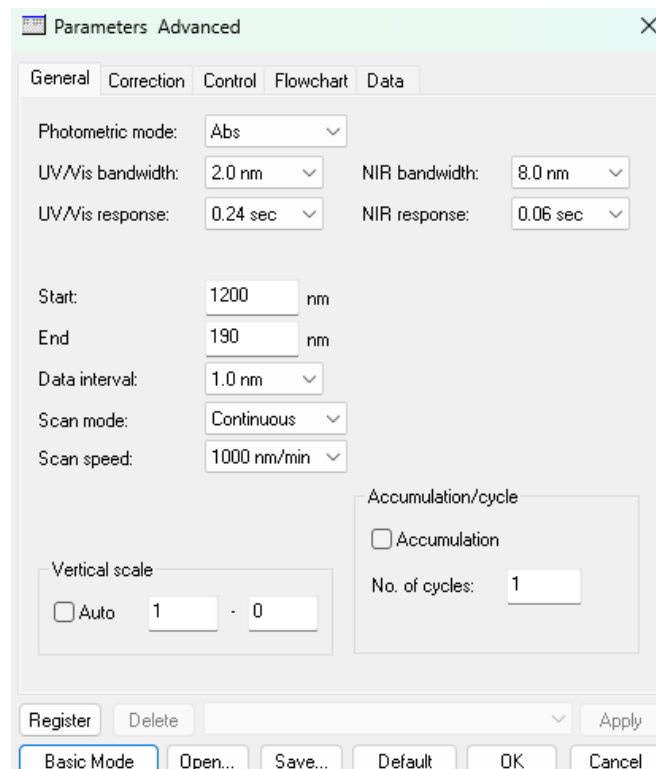 Parameters Advanced
General Correction Control Flowchart Data
Photometric mode: Abs
UV/Vis bandwidth: 2.0 nm NIR bandwidth: 8.0 nm
UV/Vis response: 0.24 sec NIR response: 0.06 sec
Start: 1200 nm
End 190 nm
Data interval: 1.0 nm
Scan mode: Continuous
Scan speed: 1000 nm/min
Accumulation/cycle
Accumulation
No. of cycles: 1
Vertical scale
Auto 1 - 0
Register Delete Apply
Basic Mode Open... Save... Default OK Cancel